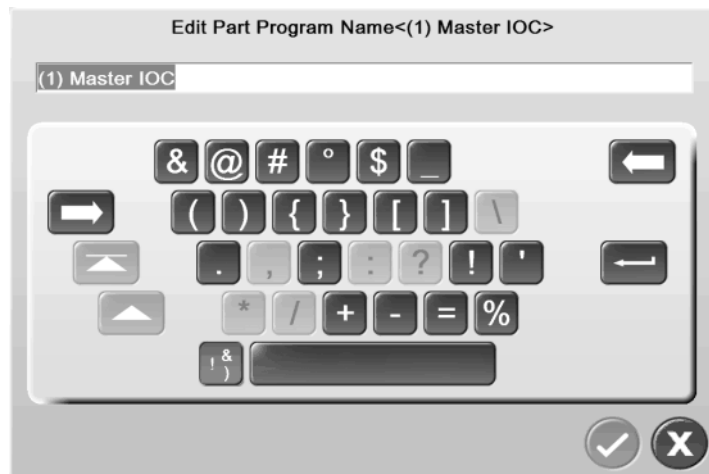 Edit Part Program Name<(1) Master IOC>
(1) Master IOC
& @ # ° $ _
( ) { } [ ] \
. , ; : ? ! '
* / + - = %
! & )
X